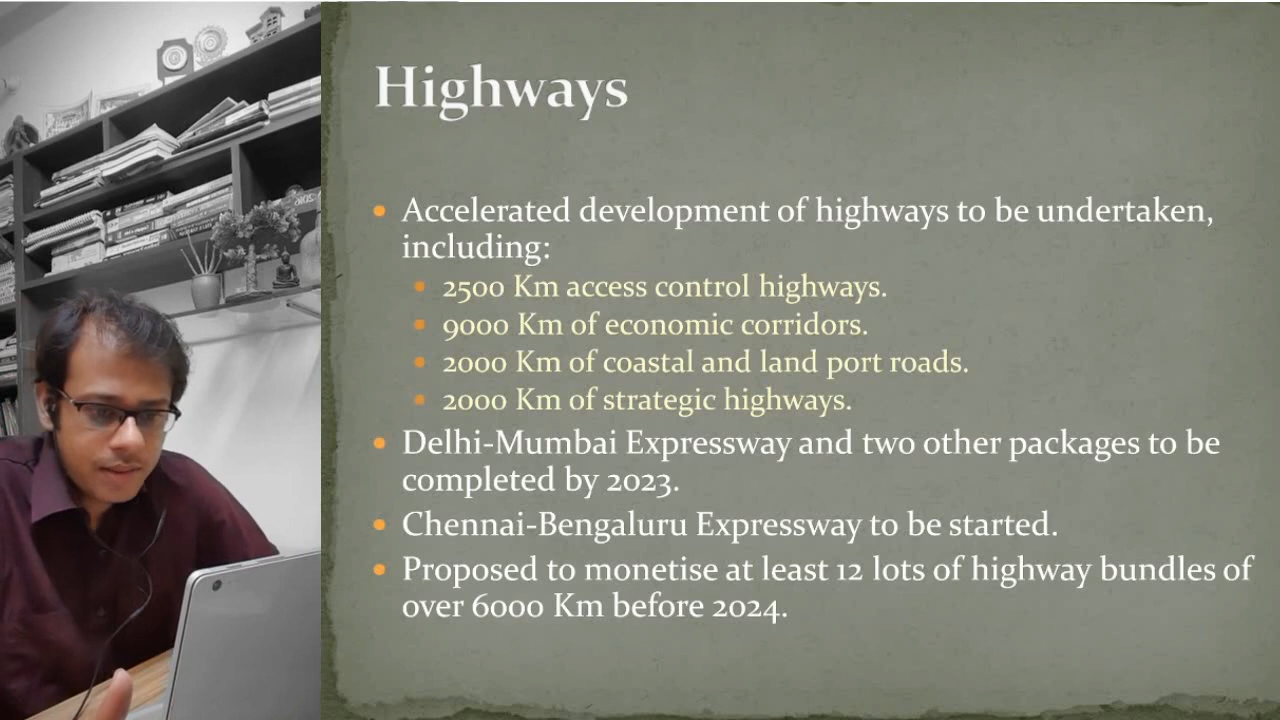 Highways
Accelerated development of highways to be undertaken,
including:
2500 Km access control highways.
9000 Km of economic corridors.
2000 Km of coastal and land port roads.
2000 Km of strategic highways.
Delhi-Mumbai Expressway and two other packages to be
completed by 2023.
Chennai-Bengaluru Expressway to be started.
Proposed to monetise at least 12 lots of highway bundles of
over 6000 Km before 2024.